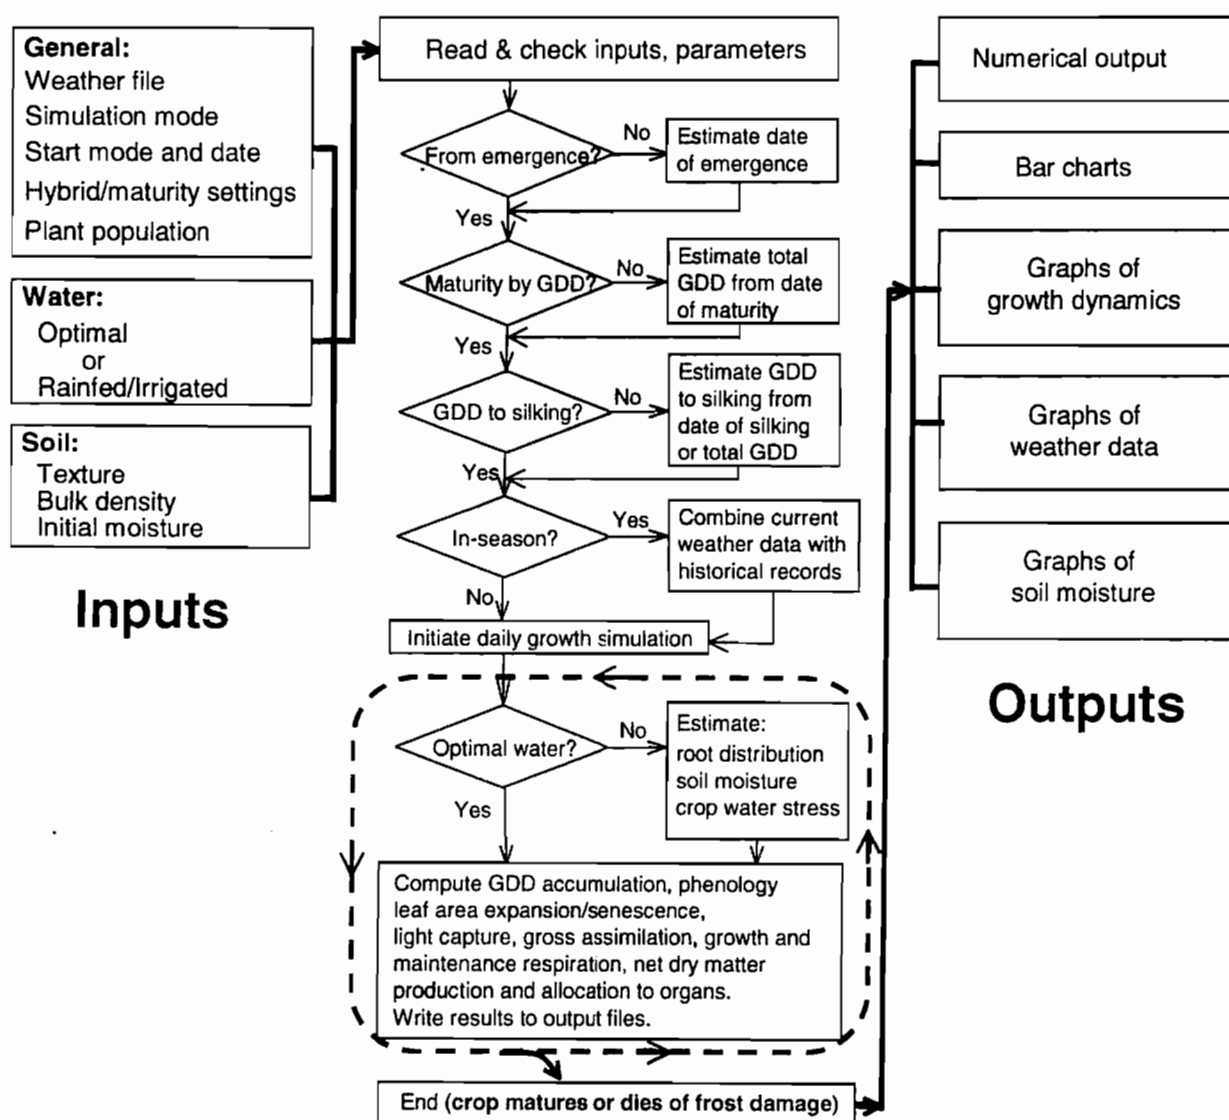 General:
Weather file
Simulation mode
Start mode and date
Hybrid/maturity settings
Plant population
Water:
Optimal
or
Rainfed/Irrigated
Soil:
Texture
Bulk density
Initial moisture
Inputs
Read & check inputs, parameters
From emergence?
No
Estimate date
of emergence
Yes
Maturity by GDD?
No
Estimate total
GDD from date
of maturity
Yes
GDD to silking?
No
Estimate GDD
to silking from
date of silking
or total GDD
Yes
In-season?
Yes
Combine current
weather data with
historical records
No
Initiate daily growth simulation
Optimal water?
No
Estimate:
root distribution
soil moisture
crop water stress
Yes
Compute GDD accumulation, phenology
leaf area expansion/senescence,
light capture, gross assimilation, growth and
maintenance respiration, net dry matter
production and allocation to organs.
Write results to output files.
End (crop matures or dies of frost damage)
Numerical output
Bar charts
Graphs of
growth dynamics
Graphs of
weather data
Graphs of
soil moisture
Outputs